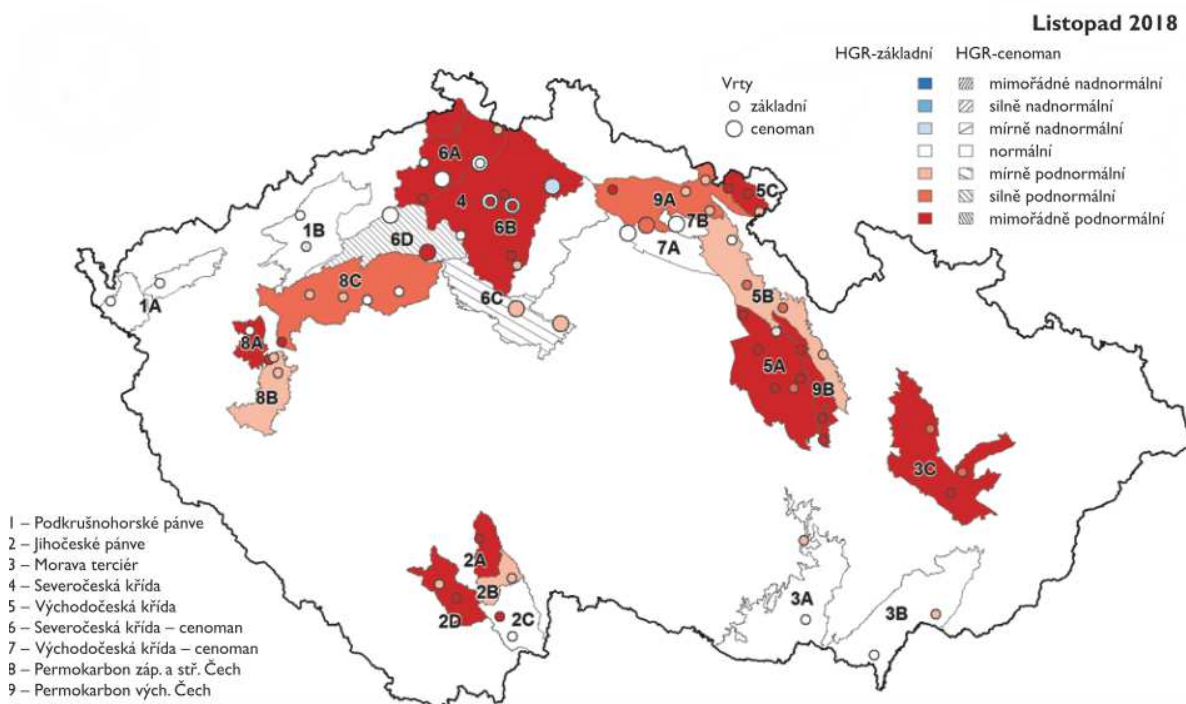 Listopad 2018
HGR-základní HGR-cenoman
mimořádně nadnormální
silně nadnormální
mírně nadnormální
normální
mírně podnormální
silně podnormální
mimořádně podnormální
Vrty
základní
cenoman
6A
4
6B
9A
5C
7B
7A
1B
6D
8C
6C
5B
1A
8A
8B
5A
9B
3C
2A
2B
2D
2C
3A
3B
1 – Podkrušnohorské pánve
2 – Jihočeské pánve
3 – Morava terciér
4 – Severočeská křída
5 – Východočeská křída
6 – Severočeská křída – cenoman
7 – Východočeská křída – cenoman
8 – Permokarbon záp. a stř. Čech
9 – Permokarbon vých. Čech